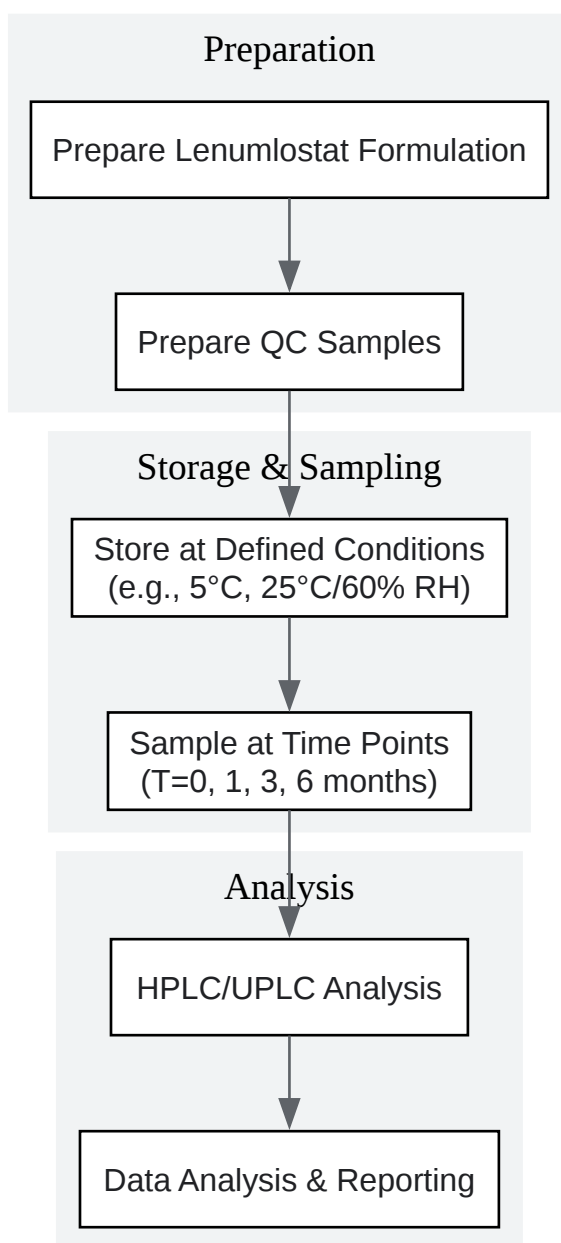 Preparation
Prepare Lenumlostat Formulation
Prepare QC Samples
Storage & Sampling
Store at Defined Conditions
(e.g., 5°C, 25°C/60% RH)
Sample at Time Points
(T=0, 1, 3, 6 months)
Analysis
HPLC/UPLC Analysis
Data Analysis & Reporting